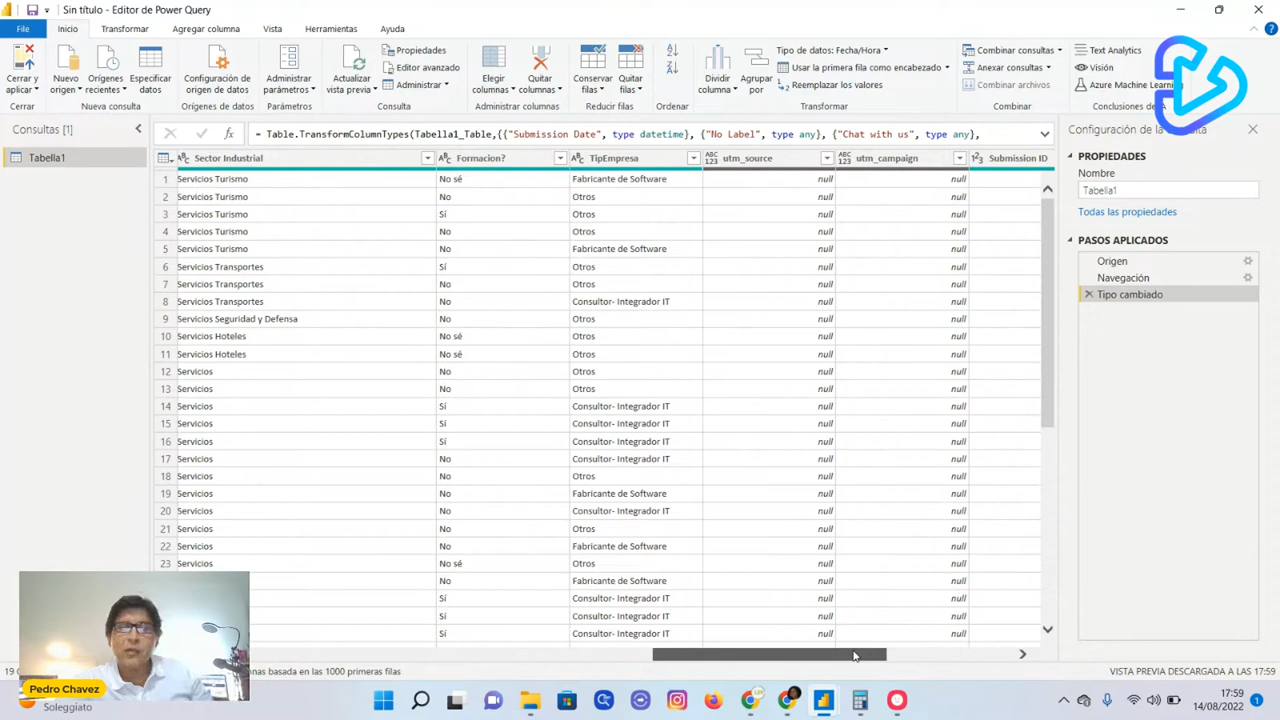 Sin título - Editor de Power Query
File Inicio Transformar Agregar columna Vista Herramientas Ayuda
Cerrar y aplicar
Nuevo origen
Orígenes recientes
Especificar datos
Configuración de origen de datos
Administrar parámetros
Actualizar vista previa
Propiedades
Editor avanzado
Administrar
Elegir columnas
Quitar columnas
Conservar filas
Quitar filas
Dividir columna
Agrupar por
Tipo de datos: Fecha/Hora
Usar la primera fila como encabezado
Reemplazar los valores
Combinar consultas
Anexar consultas
Combinar archivos
Text Analytics
Visión
Azure Machine
Cerrar Nueva consulta Orígenes de datos Parámetros Consulta Administrar columnas Reducir filas Ordenar Transformar Combinar
Consultas [1]
Tabella1
= Table.TransformColumnTypes(Tabella1_Table,{{"Submission Date", type datetime}, {"No Label", type any}, {"Chat with us", type any},
Sector Industrial Formacion? TipEmpresa utm_source utm_campaign Submission ID
1 Servicios Turismo No sé Fabricante de Software null null
2 Servicios Turismo No Otros null null
3 Servicios Turismo Sí Otros null null
4 Servicios Turismo No Otros null null
5 Servicios Turismo No Fabricante de Software null null
6 Servicios Transportes Sí Otros null null
7 Servicios Transportes No Otros null null
8 Servicios Transportes No Consultor- Integrador IT null null
9 Servicios Seguridad y Defensa No Otros null null
10 Servicios Hoteles No sé Otros null null
11 Servicios Hoteles No sé Otros null null
12 Servicios No Otros null null
13 Servicios No Otros null null
14 Servicios Sí Consultor- Integrador IT null null
15 Servicios Sí Consultor- Integrador IT null null
16 Servicios Sí Consultor- Integrador IT null null
17 Servicios No Consultor- Integrador IT null null
18 Servicios No Otros null null
19 Servicios No Fabricante de Software null null
20 Servicios No Consultor- Integrador IT null null
21 Servicios No Otros null null
22 Servicios No Fabricante de Software null null
23 Servicios No sé Otros null null
No Fabricante de Software null null
Sí Consultor- Integrador IT null null
Sí Consultor- Integrador IT null null
Sí Consultor- Integrador IT null null
Configuración de la
PROPIEDADES
Nombre
Tabella1
Todas las propiedades
PASOS APLICADOS
Origen
Navegación
Tipo cambiado
19 basada en las 1000 primeras filas
VISTA PREVIA DESCARGADA A LAS 17:59
Pedro Chavez
Soleggiato
17:59
14/08/2022